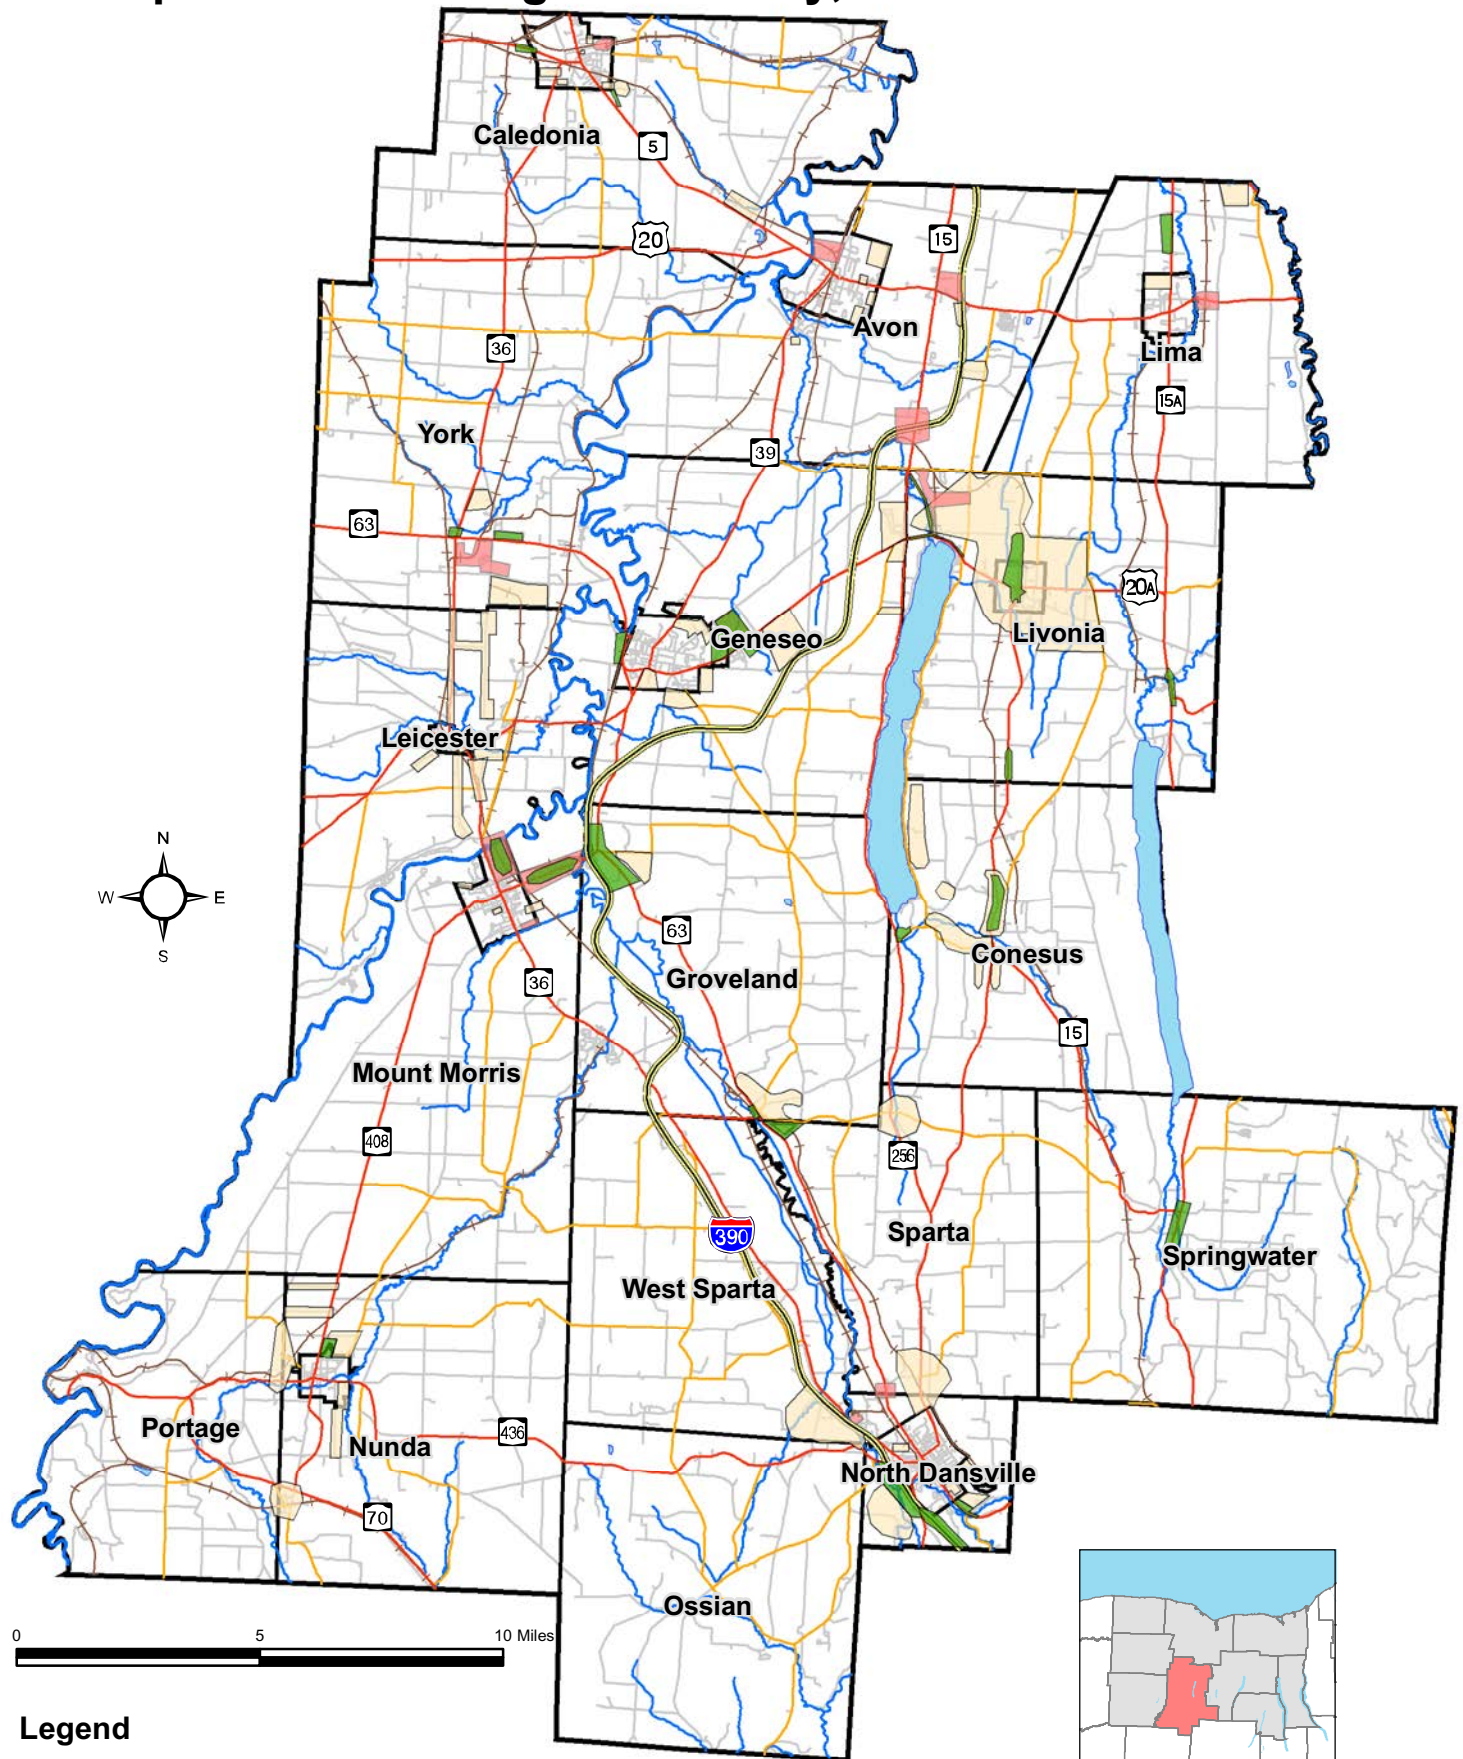 Caledonia
5
20
15
Avon
Lima
36
15A
York
39
63
20A
Livonia
Geneseo
Leicester
N
W E
S
63
Conesus
Groveland
36
15
Mount Morris
408
256
Sparta
390
Springwater
West Sparta
Portage
436
Nunda
North Dansville
70
Ossian
0 5 10 Miles
Legend